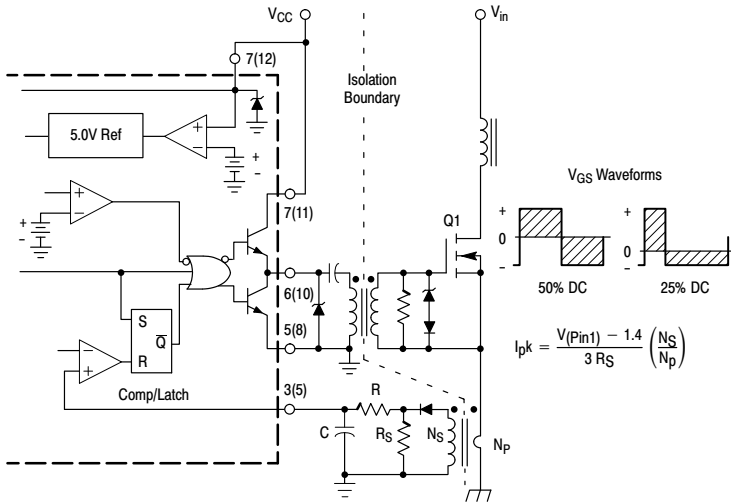 VCC
Vin
7(12)
Isolation
Boundary
5.0V Ref
+
-
+
-
VGS Waveforms
+
-
+
-
7(11)
Q1
+
0
-
+
0
-
50% DC
25% DC
6(10)
S
Q
R
5(8)
Ipk = V(Pin1) − 1.4 / 3 RS (NS / Np)
-
+
Comp/Latch
3(5)
R
C
RS
NS
NP